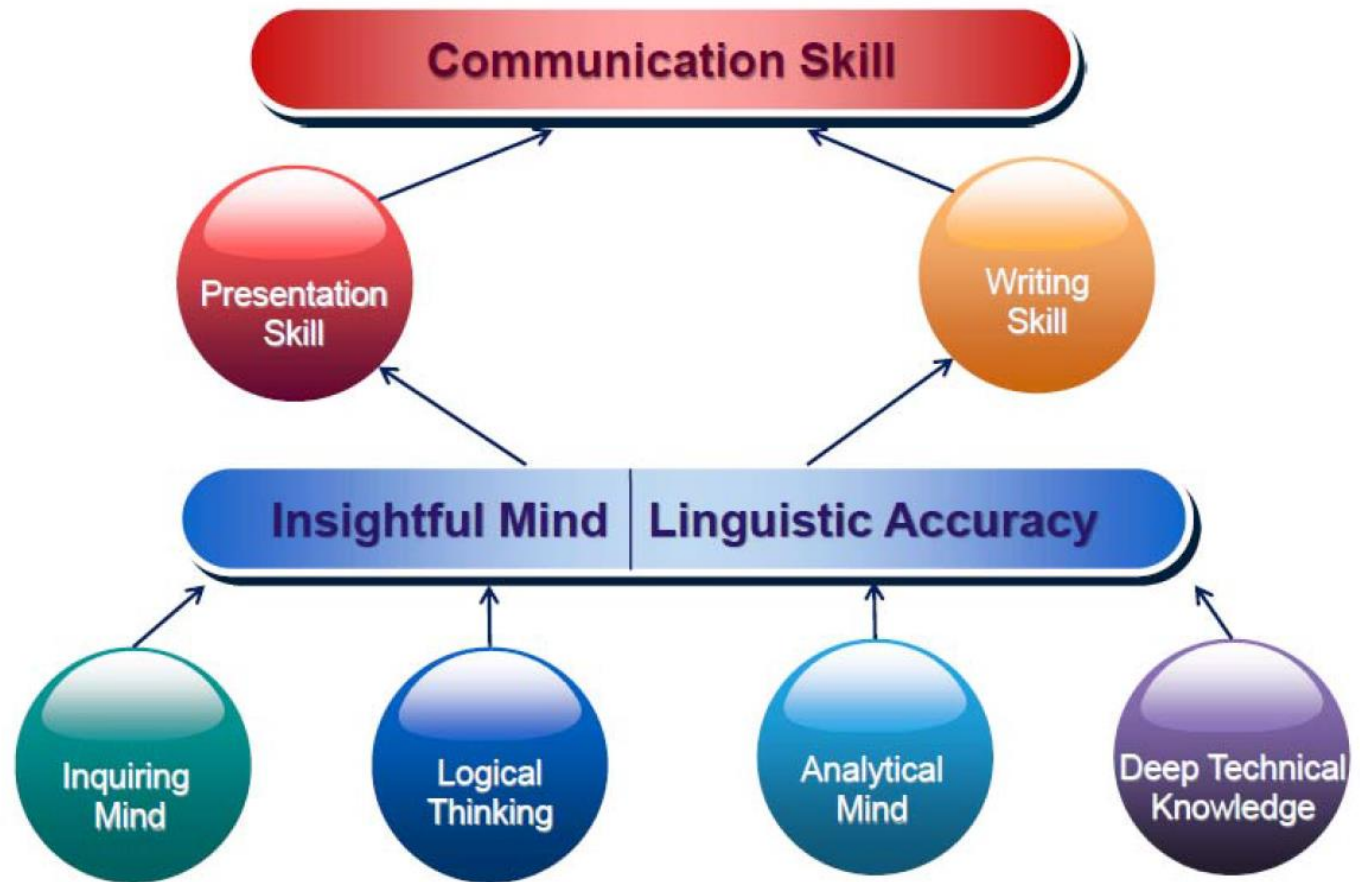 Communication Skill
Presentation
Skill
Writing
Skill
Insightful Mind
Linguistic Accuracy
Inquiring
Mind
Logical
Thinking
Analytical
Mind
Deep Technical
Knowledge